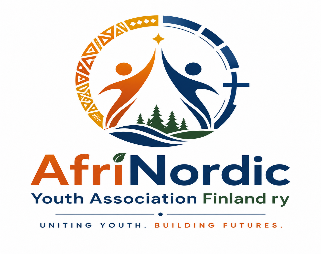 AfriNordic
Youth Association Finland ry
UNITING YOUTH. BUILDING FUTURES.